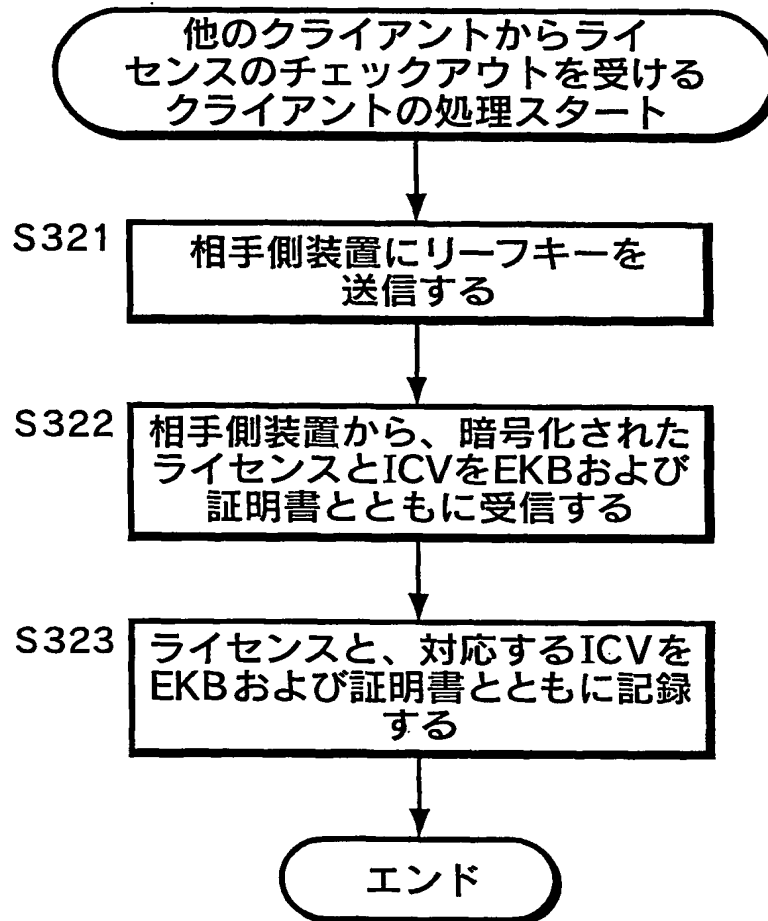 他のクライアントからライ
センスのチェックアウトを受ける
クライアントの処理スタート
S321
相手側装置にリーフキーを
送信する
S322
相手側装置から、暗号化された
ライセンスとICVをEKBおよび
証明書とともに受信する
S323
ライセンスと、対応するICVを
EKBおよび証明書とともに記録
する
エンド